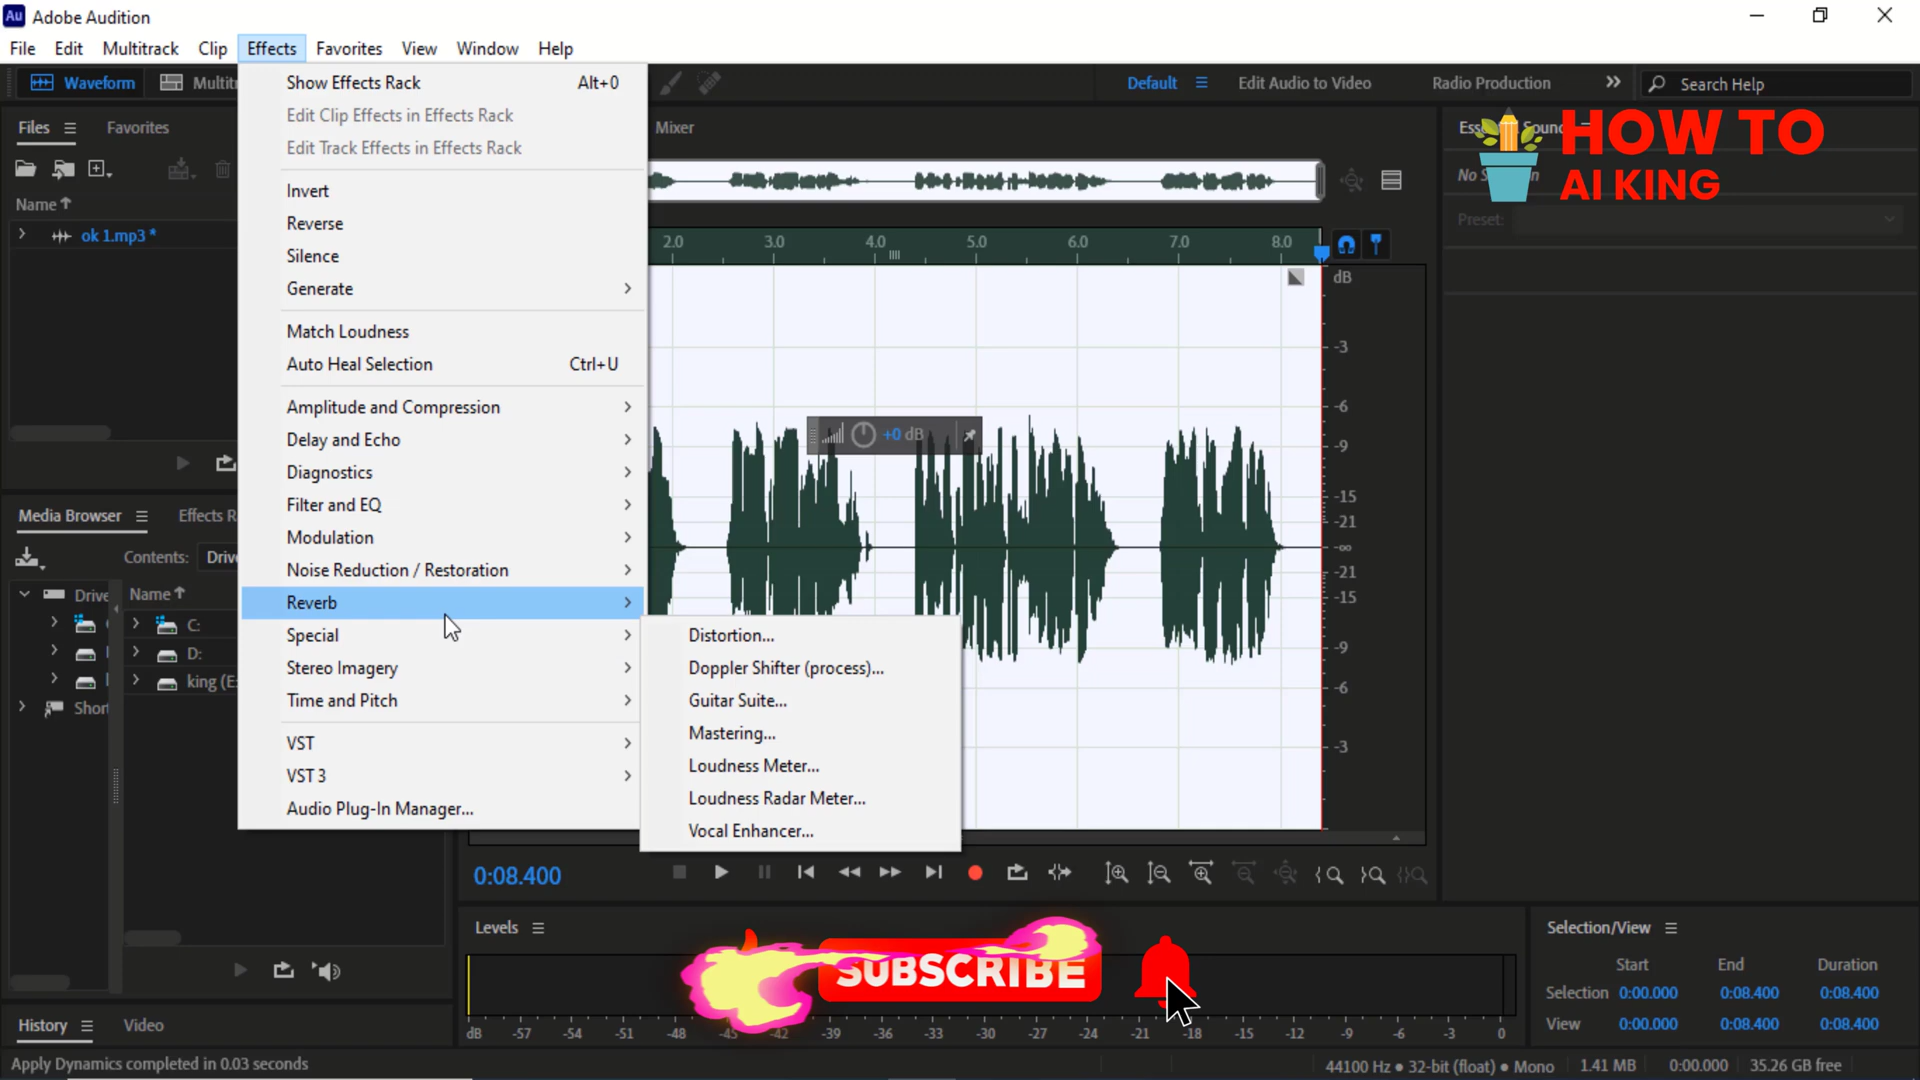 Au Adobe Audition
File Edit Multitrack Clip Effects Favorites View Window Help
Waveform Default Edit Audio to Video Radio Production Search Help
Show Effects Rack Alt+0
Edit Clip Effects in Effects Rack
Edit Track Effects in Effects Rack
Invert
Reverse
Silence
Generate
Match Loudness
Auto Heal Selection Ctrl+U
Amplitude and Compression
Delay and Echo
Diagnostics
Filter and EQ
Modulation
Noise Reduction / Restoration
Reverb
Special
Stereo Imagery
Time and Pitch
VST
VST 3
Audio Plug-In Manager...
Distortion...
Doppler Shifter (process)...
Guitar Suite...
Mastering...
Loudness Meter...
Loudness Radar Meter...
Vocal Enhancer...
Files Favorites
Name
ok 1.mp3 *
Media Browser Effects R
Contents: Drive
Drive Name
C:
D:
king (E:
Short
History Video
Apply Dynamics completed in 0.03 seconds
Mixer
2.0 3.0 4.0 5.0 6.0 7.0 8.0
dB
-3
-6
-9
-15
-21
-∞
-21
-15
-9
-6
-3
+0 dB
0:08.400
Levels
dB -57 -54 -51 -48 -45 -42 -39 -36 -33 -30 -27 -24 -21 -18 -15 -12 -9 -6 -3 0
SUBSCRIBE
HOW TO
AI KING
Preset:
Selection/View
Start End Duration
Selection 0:00.000 0:08.400 0:08.400
View 0:00.000 0:08.400 0:08.400
44100 Hz ● 32-bit (float) ● Mono 1.41 MB 0:00.000 35.26 GB free